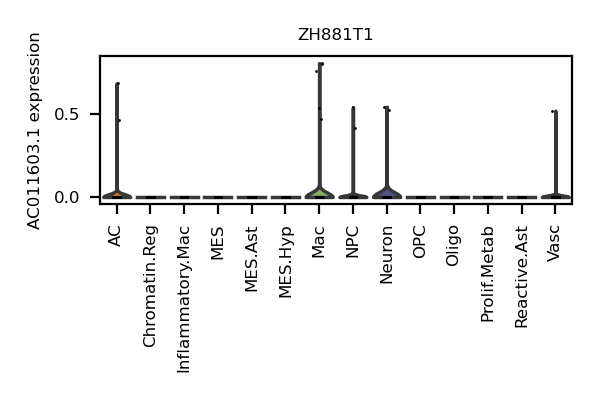 ZH881T1
AC011603.1 expression
0.5
0.0
AC
Chromatin.Reg
Inflammatory.Mac
MES
MES.Ast
MES.Hyp
Mac
NPC
Neuron
OPC
Oligo
Prolif.Metab
Reactive.Ast
Vasc